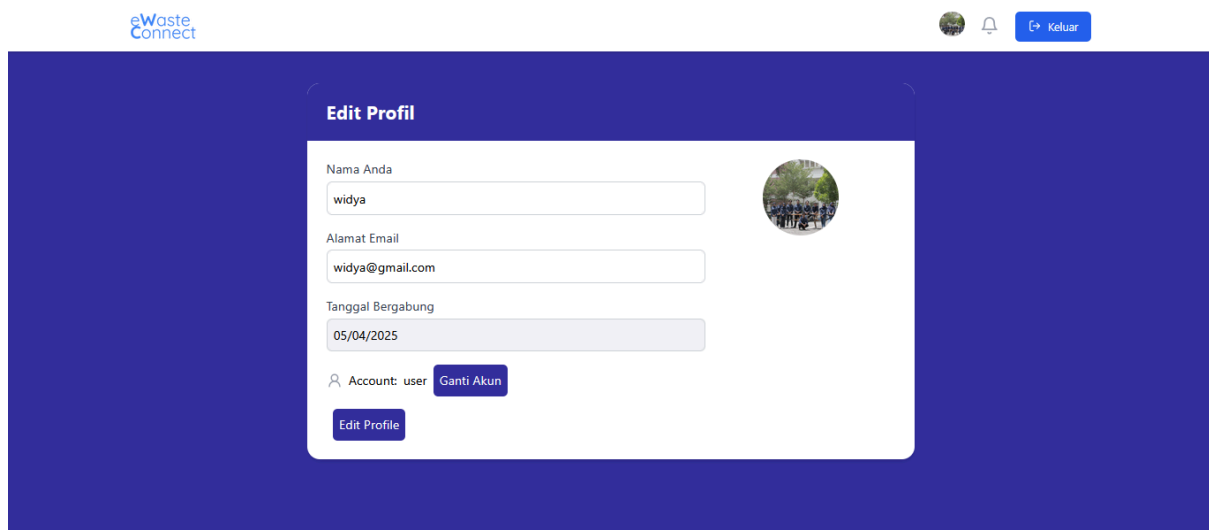 eWaste
Connect
Keluar
Edit Profil
Nama Anda
widya
Alamat Email
widya@gmail.com
Tanggal Bergabung
05/04/2025
Account: user Ganti Akun
Edit Profile